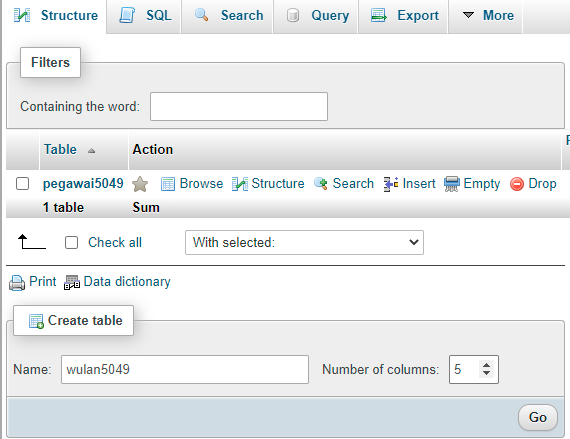 Structure SQL Search Query Export More
Filters
Containing the word:
Table Action
pegawai5049 Browse Structure Search Insert Empty Drop
1 table Sum
Check all With selected:
Print Data dictionary
Create table
Name: wulan5049 Number of columns: 5
Go